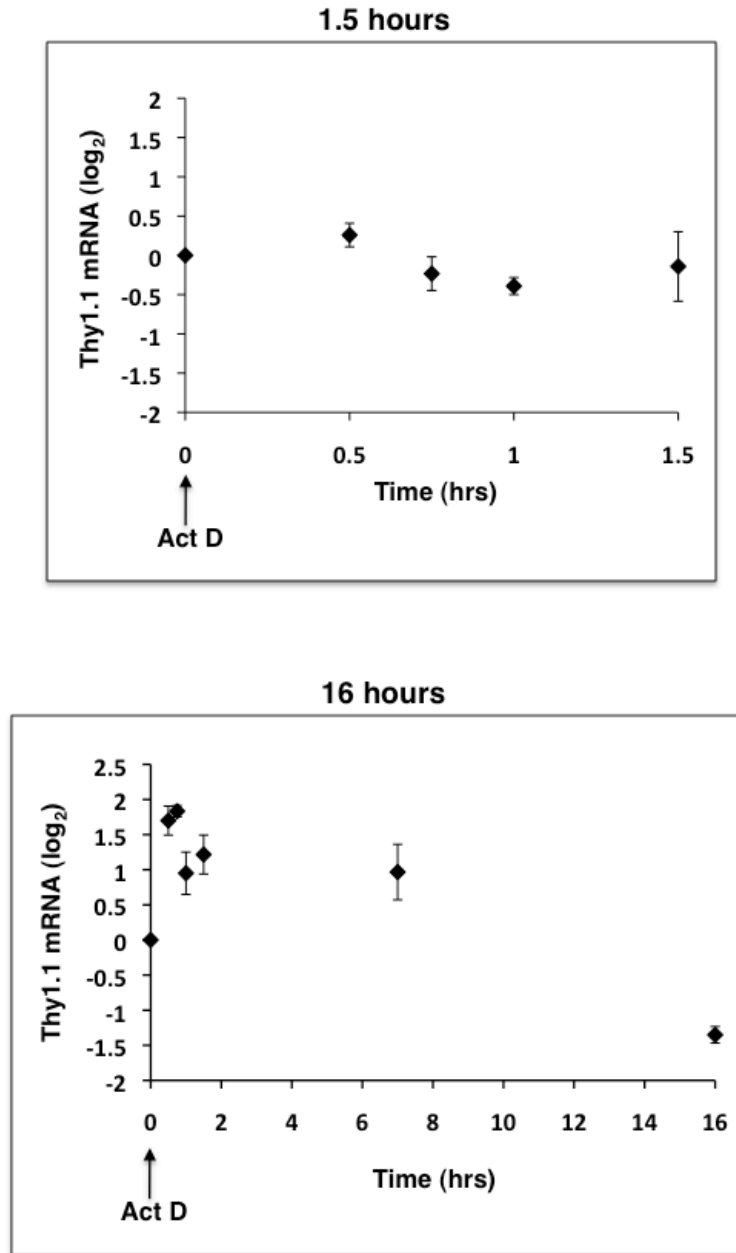 1.5 hours
2
1.5
1
0.5
0
-0.5
-1
-1.5
-2
Thy1.1 mRNA (log2)
0 0.5 1 1.5
Time (hrs)
Act D
16 hours
2.5
2
1.5
1
0.5
0
-0.5
-1
-1.5
-2
Thy1.1 mRNA (log2)
0 2 4 6 8 10 12 14 16
Time (hrs)
Act D